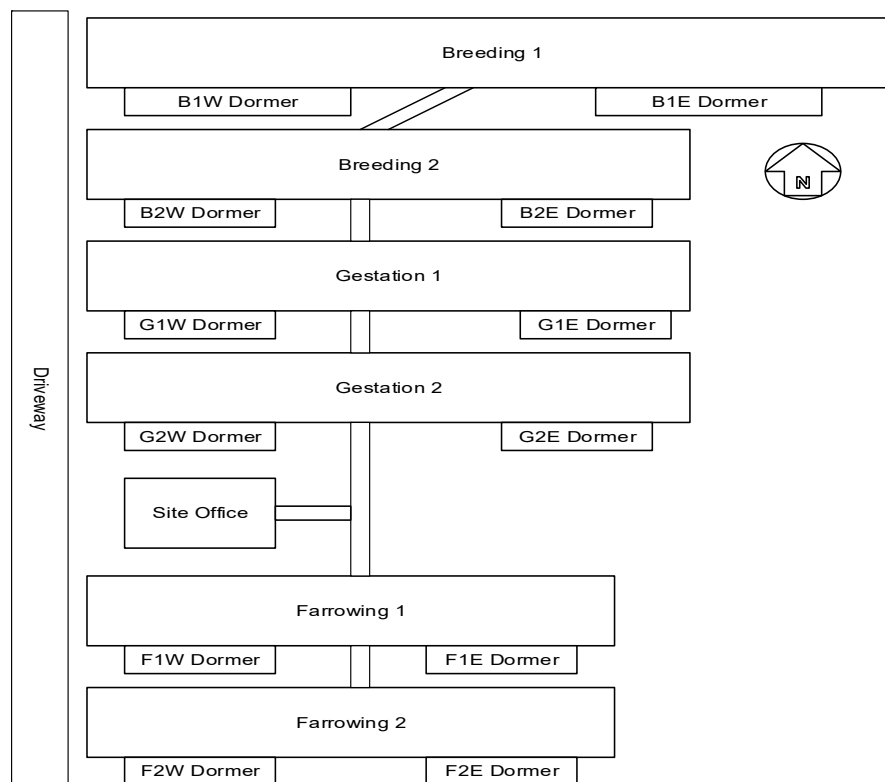 Breeding 1
B1W Dormer
B1E Dormer
Breeding 2
N
B2W Dormer
B2E Dormer
Gestation 1
G1W Dormer
G1E Dormer
Driveway
Gestation 2
G2W Dormer
G2E Dormer
Site Office
Farrowing 1
F1W Dormer
F1E Dormer
Farrowing 2
F2W Dormer
F2E Dormer